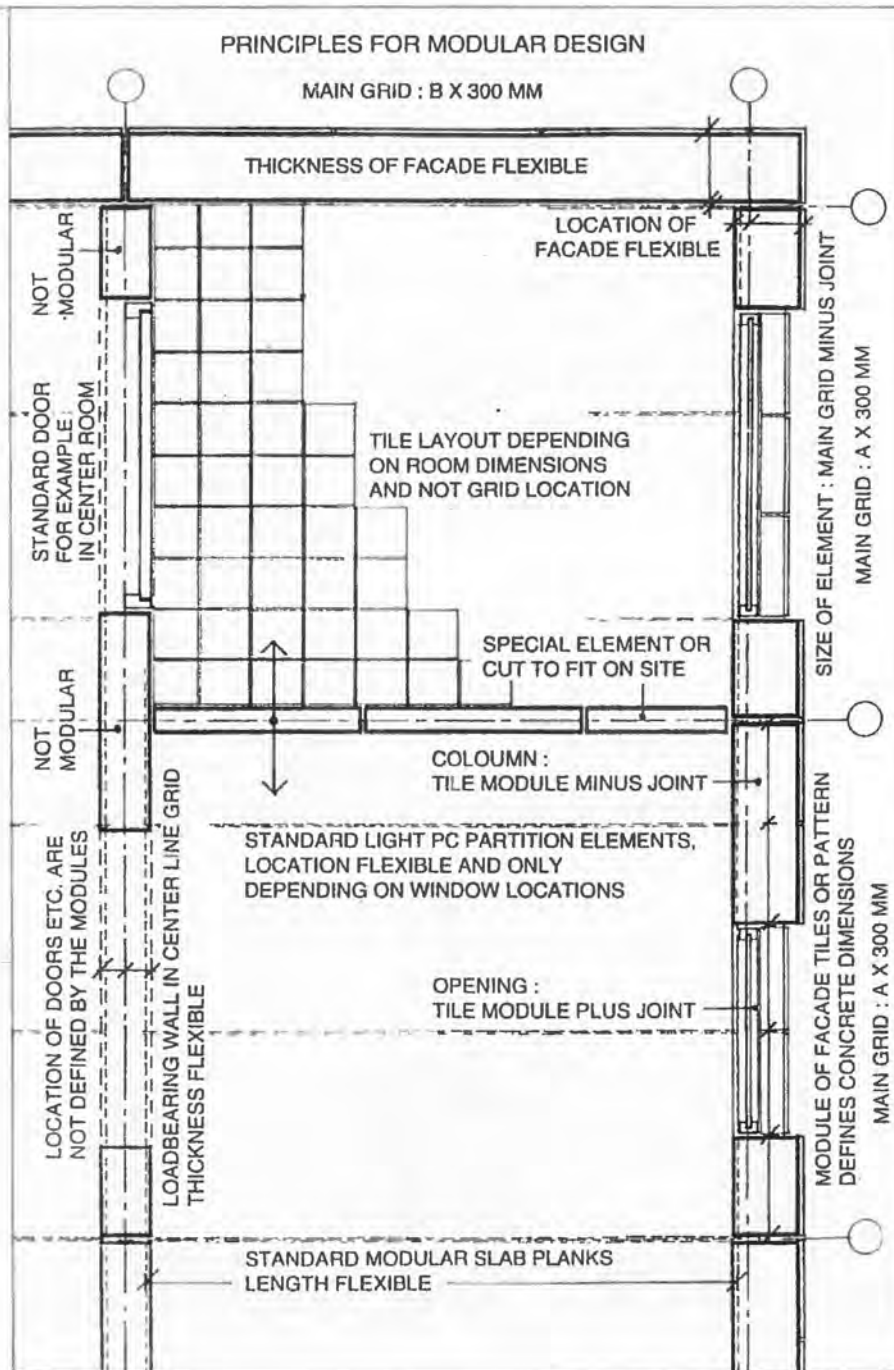 PRINCIPLES FOR MODULAR DESIGN
MAIN GRID : B X 300 MM
THICKNESS OF FACADE FLEXIBLE
LOCATION OF
FACADE FLEXIBLE
NOT
MODULAR
STANDARD DOOR
FOR EXAMPLE
IN CENTER ROOM
TILE LAYOUT DEPENDING
ON ROOM DIMENSIONS
AND NOT GRID LOCATION
SIZE OF ELEMENT : MAIN GRID MINUS JOINT
MAIN GRID : A X 300 MM
SPECIAL ELEMENT OR
CUT TO FIT ON SITE
NOT
MODULAR
COLOUMN :
TILE MODULE MINUS JOINT
STANDARD LIGHT PC PARTITION ELEMENTS,
LOCATION FLEXIBLE AND ONLY
DEPENDING ON WINDOW LOCATIONS
LOCATION OF DOORS ETC. ARE
NOT DEFINED BY THE MODULES
LOADBEARING WALL IN CENTER LINE GRID
THICKNESS FLEXIBLE
OPENING :
TILE MODULE PLUS JOINT
MODULE OF FACADE TILES OR PATTERN
DEFINES CONCRETE DIMENSIONS
MAIN GRID : A X 300 MM
STANDARD MODULAR SLAB PLANKS
LENGTH FLEXIBLE